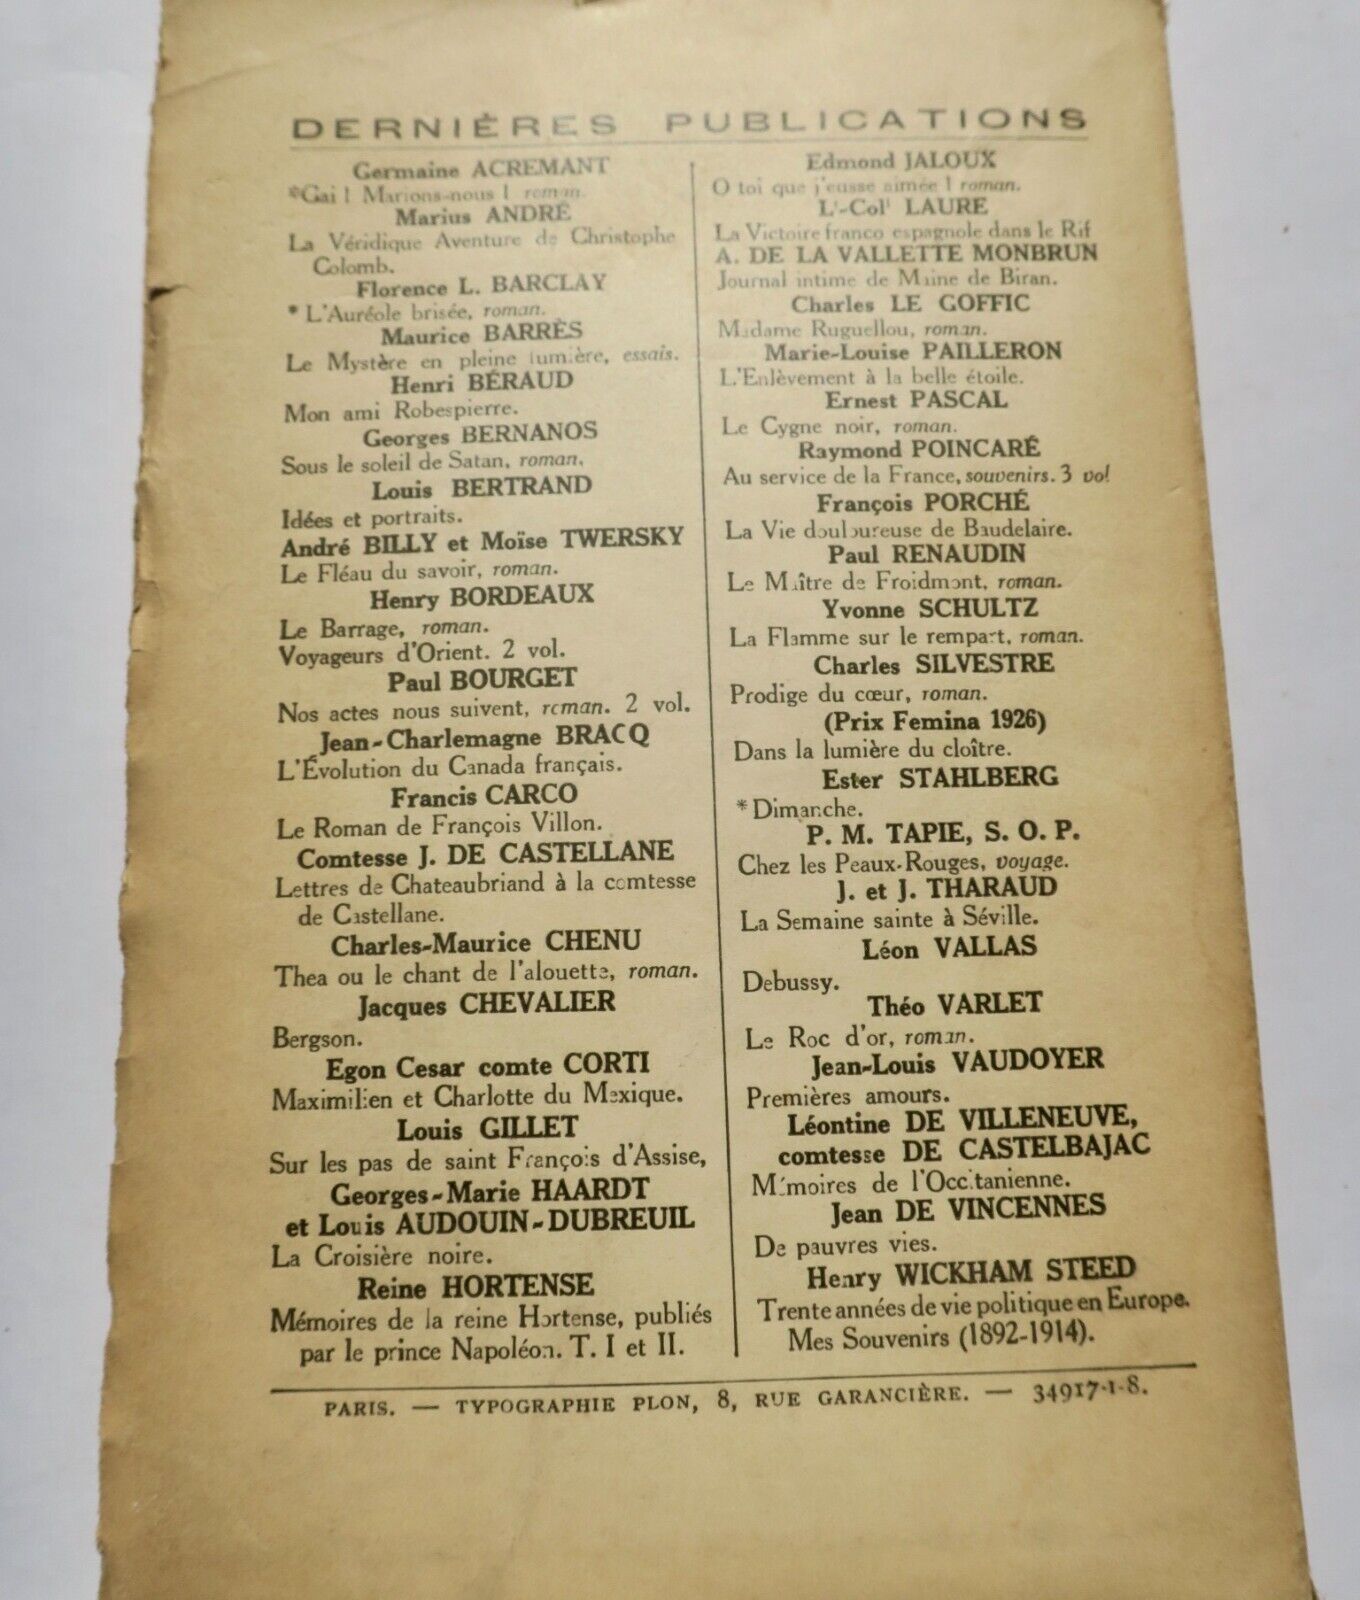 DERNIÈRES PUBLICATIONS
Germaine ACREMANT
*Gai ! Marions-nous ! roman.
Marius ANDRÉ
La Véridique Aventure de Christophe
Colomb.
Florence L. BARCLAY
* L'Auréole brisée, roman.
Maurice BARRÈS
Le Mystère en pleine lumière, essais.
Henri BÉRAUD
Mon ami Robespierre.
Georges BERNANOS
Sous le soleil de Satan, roman.
Louis BERTRAND
Idées et portraits.
André BILLY et Moïse TWERSKY
Le Fléau du savoir, roman.
Henry BORDEAUX
Le Barrage, roman.
Voyageurs d'Orient. 2 vol.
Paul BOURGET
Nos actes nous suivent, roman. 2 vol.
Jean-Charlemagne BRACQ
L'Évolution du Canada français.
Francis CARCO
Le Roman de François Villon.
Comtesse J. DE CASTELLANE
Lettres de Chateaubriand à la comtesse
de Castellane.
Charles-Maurice CHENU
Thea ou le chant de l'alouette, roman.
Jacques CHEVALIER
Bergson.
Egon Cesar comte CORTI
Maximilien et Charlotte du Mexique.
Louis GILLET
Sur les pas de saint François d'Assise,
Georges-Marie HAARDT
et Louis AUDOUIN-DUBREUIL
La Croisière noire.
Reine HORTENSE
Mémoires de la reine Hortense, publiés
par le prince Napoléon. T. I et II.
Edmond JALOUX
O toi que j'eusse aimée ! roman.
Lt-Colt LAURE
La Victoire franco espagnole dans le Rif
A. DE LA VALLETTE MONBRUN
Journal intime de Maine de Biran.
Charles LE GOFFIC
Madame Ruguellou, roman.
Marie-Louise PAILLERON
L'Enlèvement à la belle étoile.
Ernest PASCAL
Le Cygne noir, roman.
Raymond POINCARÉ
Au service de la France, souvenirs. 3 vol
François PORCHÉ
La Vie douloureuse de Baudelaire.
Paul RENAUDIN
Le Maître de Froidmont, roman.
Yvonne SCHULTZ
La Flamme sur le rempart, roman.
Charles SILVESTRE
Prodige du cœur, roman.
(Prix Femina 1926)
Dans la lumière du cloître.
Ester STAHLBERG
*Dimanche.
P. M. TAPIE, S. O. P.
Chez les Peaux-Rouges, voyage.
J. et J. THARAUD
La Semaine sainte à Séville.
Léon VALLAS
Debussy.
Théo VARLET
Le Roc d'or, roman.
Jean-Louis VAUDOYER
Premières amours.
Léontine DE VILLENEUVE,
comtesse DE CASTELBAJAC
Mémoires de l'Occitanienne.
Jean DE VINCENNES
De pauvres vies.
Henry WICKHAM STEED
Trente années de vie politique en Europe.
Mes Souvenirs (1892-1914).
PARIS. — TYPOGRAPHIE PLON, 8, RUE GARANCIÈRE. — 34917-1-8.